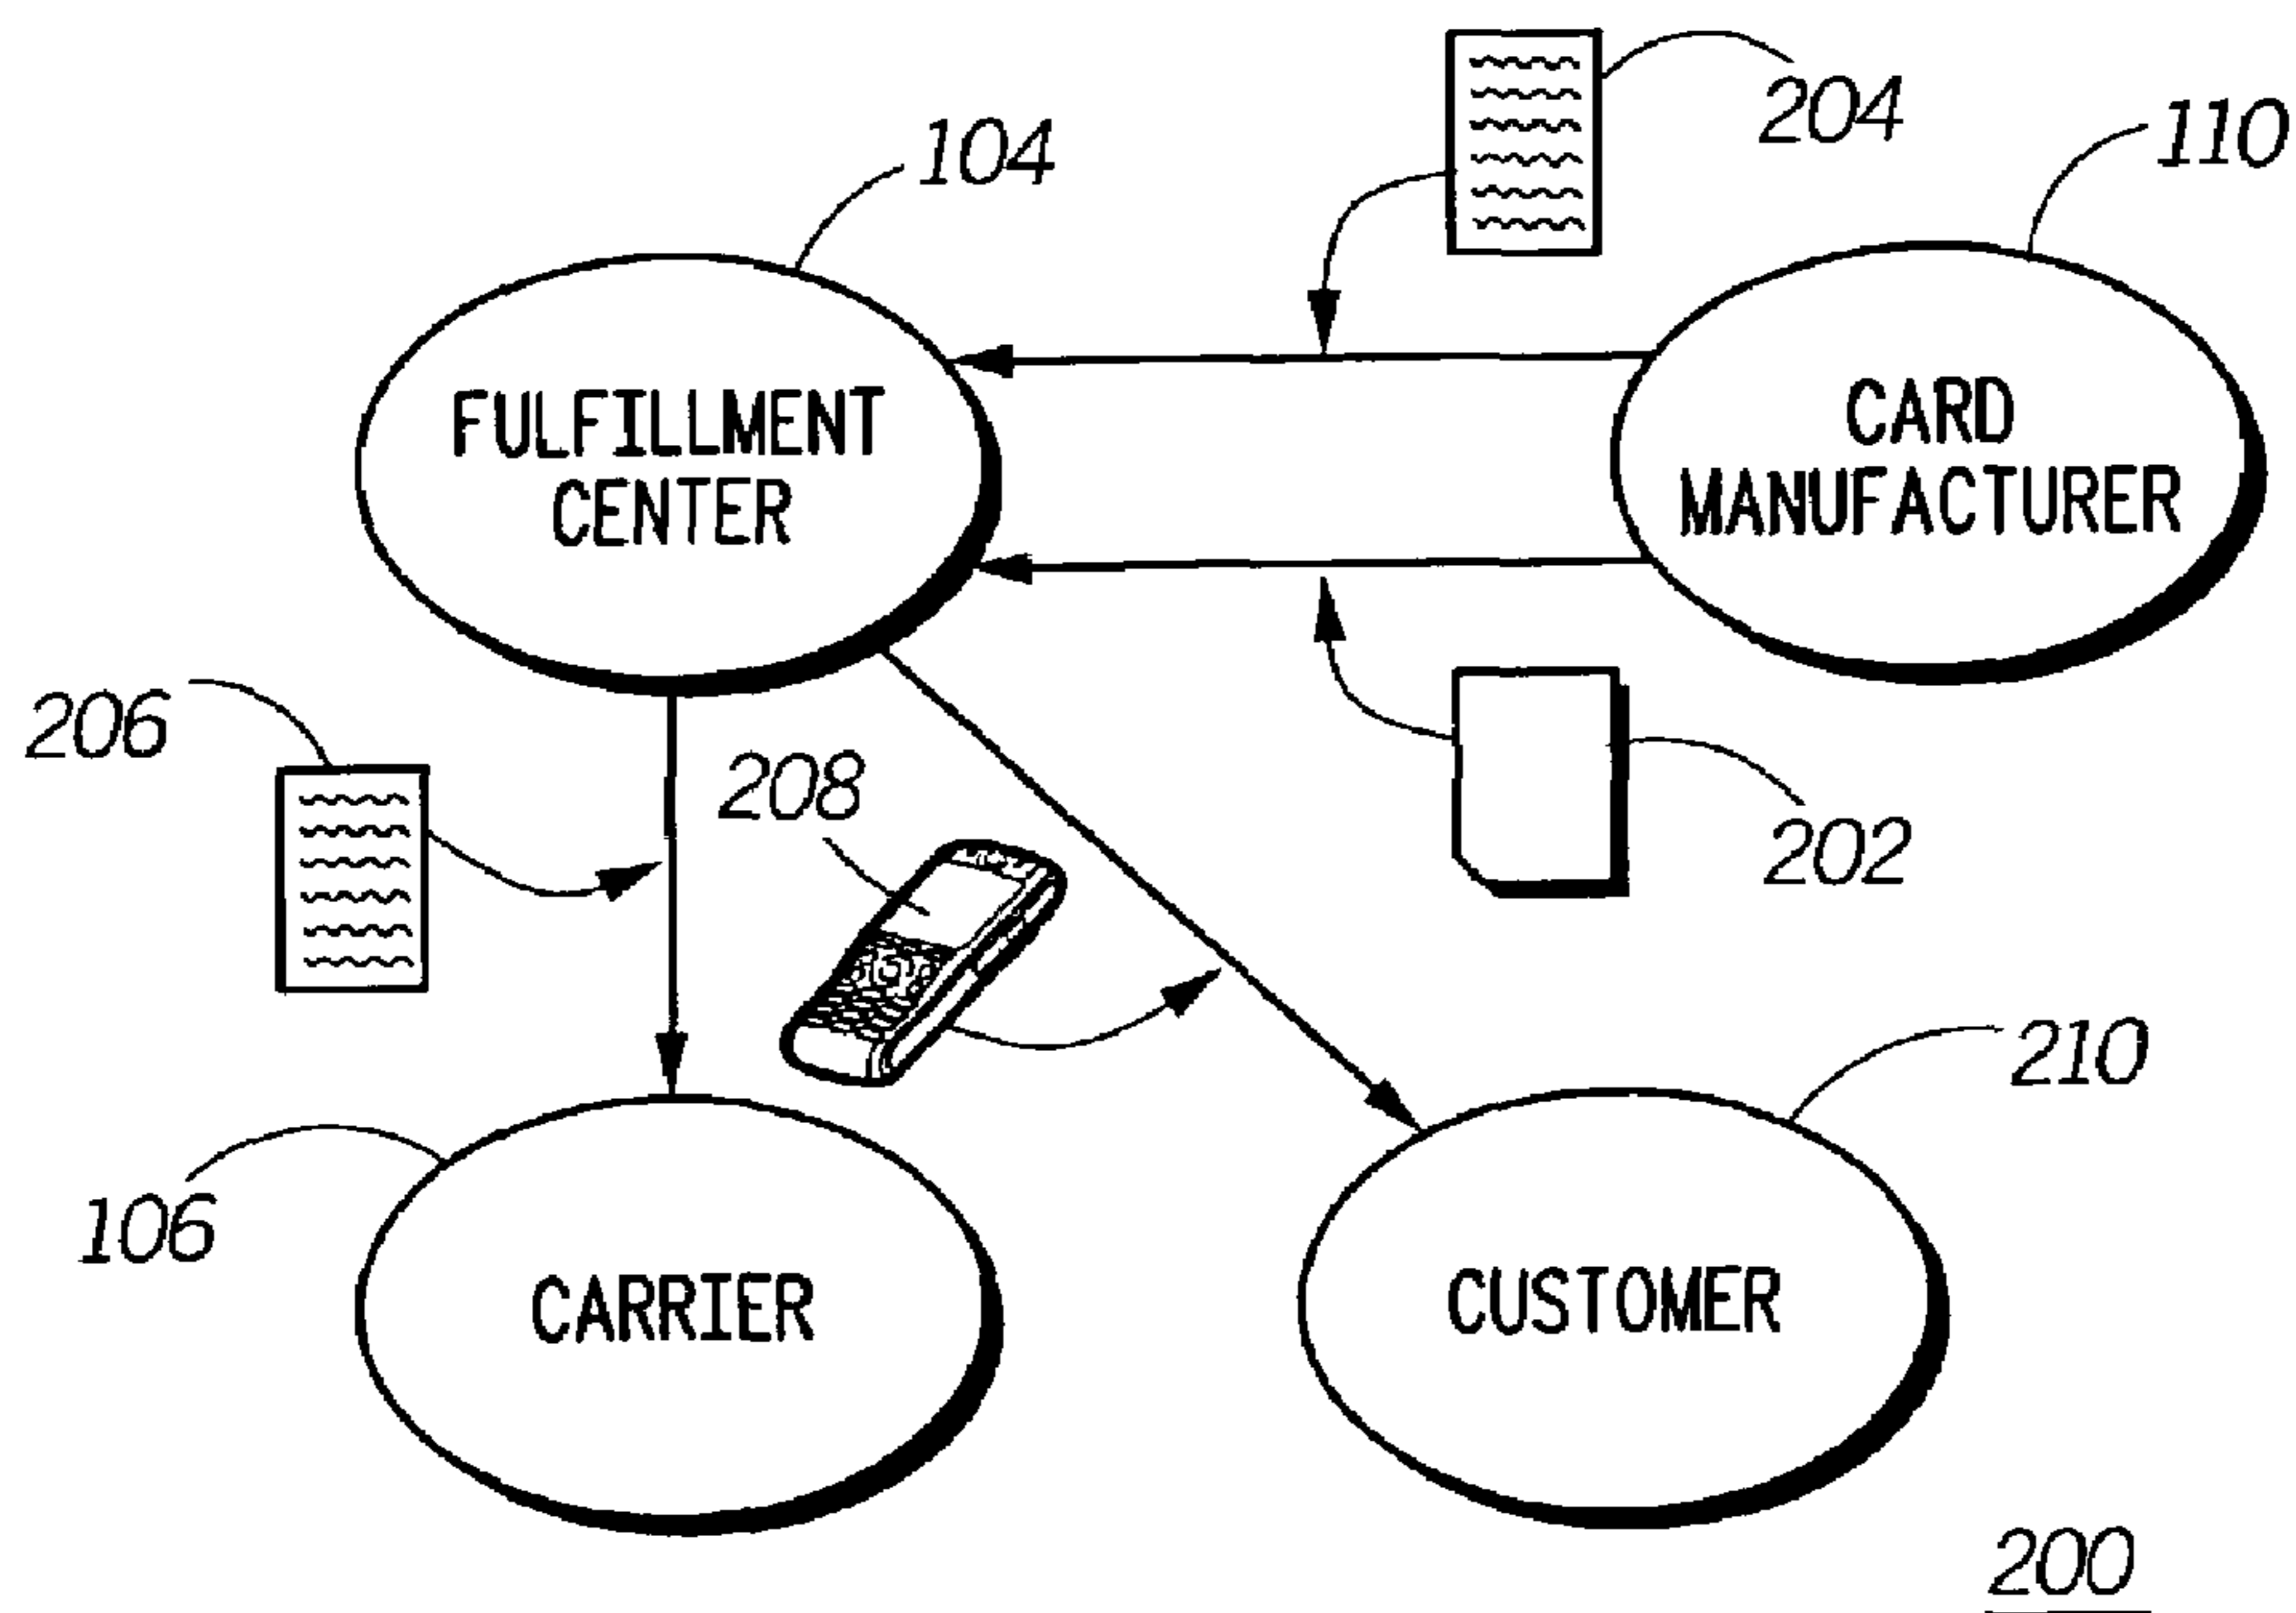 204
110
104
FULFILLMENT
CENTER
CARD
MANUFACTURER
206
208
202
210
106
CARRIER
CUSTOMER
200